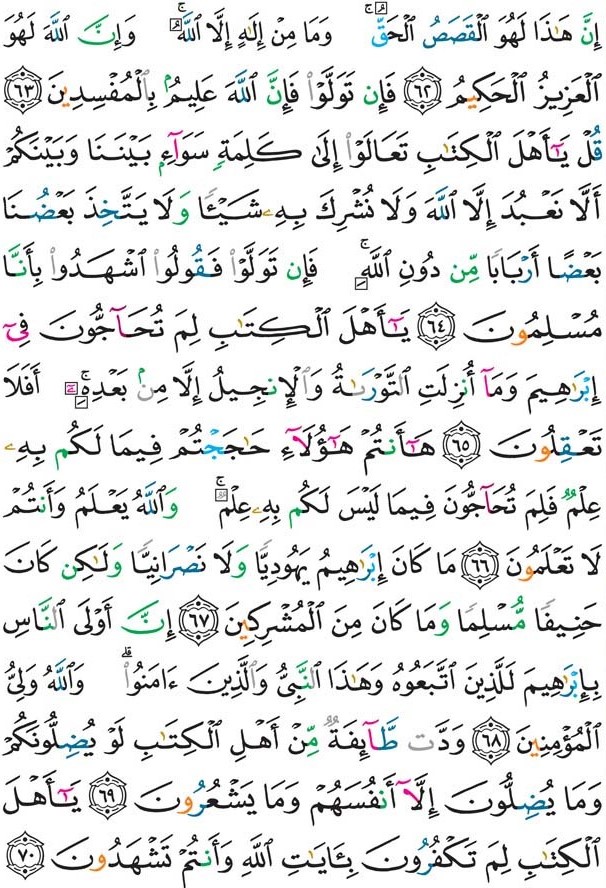 إِنَّ هَٰذَا لَهُوَ ٱلْقَصَصُ ٱلْحَقُّ ۚ وَمَا مِنْ إِلَٰهٍ إِلَّا ٱللَّهُ ۚ وَإِنَّ ٱللَّهَ لَهُوَ
ٱلْعَزِيزُ ٱلْحَكِيمُ ٦٢ فَإِن تَوَلَّوْا۟ فَإِنَّ ٱللَّهَ عَلِيمٌۢ بِٱلْمُفْسِدِينَ ٦٣
قُلْ يَٰٓأَهْلَ ٱلْكِتَٰبِ تَعَالَوْا۟ إِلَىٰ كَلِمَةٍۢ سَوَآءٍۭ بَيْنَنَا وَبَيْنَكُمْ
أَلَّا نَعْبُدَ إِلَّا ٱللَّهَ وَلَا نُشْرِكَ بِهِۦ شَيْـًۭٔا وَلَا يَتَّخِذَ بَعْضُنَا
بَعْضًا أَرْبَابًۭا مِّن دُونِ ٱللَّهِ ۚ فَإِن تَوَلَّوْا۟ فَقُولُوا۟ ٱشْهَدُوا۟ بِأَنَّا
مُسْلِمُونَ ٦٤ يَٰٓأَهْلَ ٱلْكِتَٰبِ لِمَ تُحَآجُّونَ فِىٓ
إِبْرَٰهِيمَ وَمَآ أُنزِلَتِ ٱلتَّوْرَىٰةُ وَٱلْإِنجِيلُ إِلَّا مِنۢ بَعْدِهِۦٓ ۚ أَفَلَا
تَعْقِلُونَ ٦٥ هَٰٓأَنتُمْ هَٰٓؤُلَآءِ حَٰجَجْتُمْ فِيمَا لَكُم بِهِۦ
عِلْمٌۭ فَلِمَ تُحَآجُّونَ فِيمَا لَيْسَ لَكُم بِهِۦ عِلْمٌۭ ۚ وَٱللَّهُ يَعْلَمُ وَأَنتُمْ
لَا تَعْلَمُونَ ٦٦ مَا كَانَ إِبْرَٰهِيمُ يَهُودِيًّۭا وَلَا نَصْرَانِيًّۭا وَلَٰكِن كَانَ
حَنِيفًۭا مُّسْلِمًۭا وَمَا كَانَ مِنَ ٱلْمُشْرِكِينَ ٦٧ إِنَّ أَوْلَى ٱلنَّاسِ
بِإِبْرَٰهِيمَ لَلَّذِينَ ٱتَّبَعُوهُ وَهَٰذَا ٱلنَّبِىُّ وَٱلَّذِينَ ءَامَنُوا۟ ۗ وَٱللَّهُ وَلِىُّ
ٱلْمُؤْمِنِينَ ٦٨ وَدَّت طَّآئِفَةٌۭ مِّنْ أَهْلِ ٱلْكِتَٰبِ لَوْ يُضِلُّونَكُمْ
وَمَا يُضِلُّونَ إِلَّآ أَنفُسَهُمْ وَمَا يَشْعُرُونَ ٦٩ يَٰٓأَهْلَ
ٱلْكِتَٰبِ لِمَ تَكْفُرُونَ بِـَٔايَٰتِ ٱللَّهِ وَأَنتُمْ تَشْهَدُونَ ٧٠